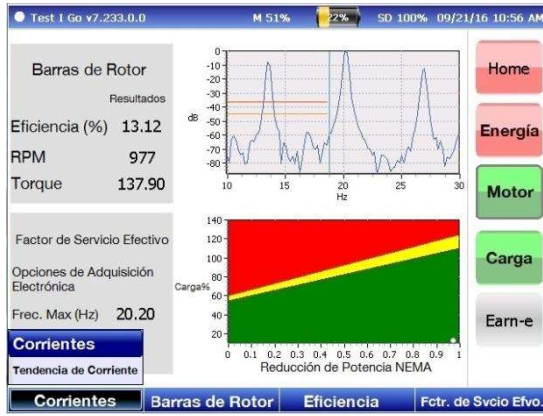 Test I Go v7.233.0.0 M 51% 22% SD 100% 09/21/16 10:56 AM
Barras de Rotor
Resultados
Eficiencia (%) 13.12
RPM 977
Torque 137.90
dB
0
-10
-20
-30
-40
-50
-60
-70
-80
10 15 20 25 30
Hz
Factor de Servicio Efectivo
Opciones de Adquisición
Electrónica
Frec. Max (Hz) 20.20
Carga%
140
120
100
80
60
40
20
0 0.1 0.2 0.3 0.4 0.5 0.6 0.7 0.8 0.9 1
Reducción de Potencia NEMA
Home
Energía
Motor
Carga
Earn-e
Corrientes
Tendencia de Corriente
Corrientes Barras de Rotor Eficiencia Fctr. de Svcio Efvo.